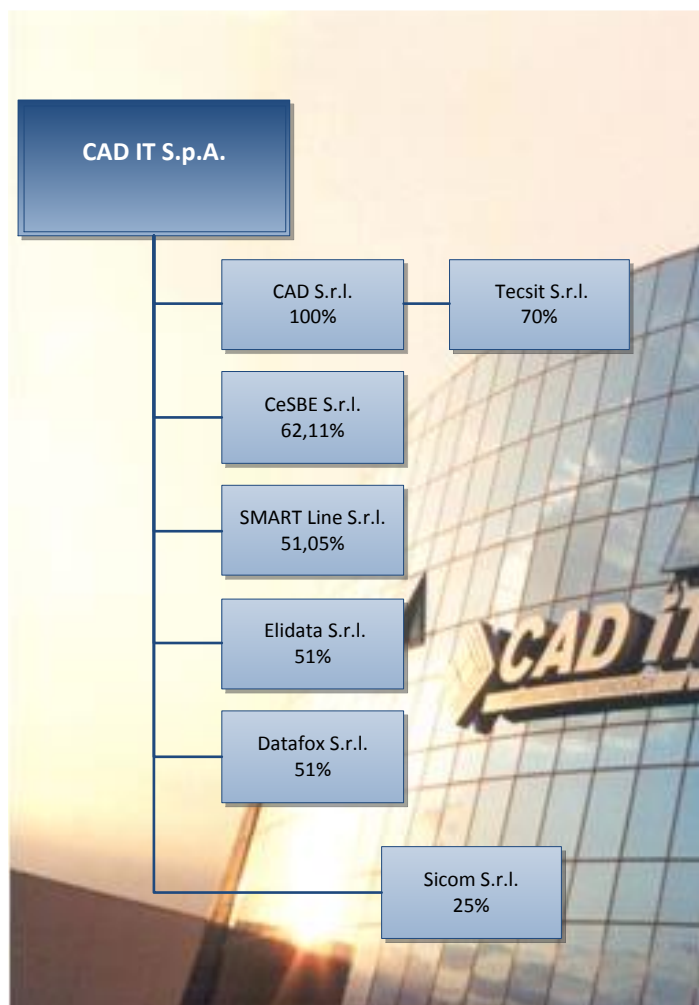 CAD IT S.p.A.
CAD S.r.l.
100%
Tecsit S.r.l.
70%
CeSBE S.r.l.
62,11%
SMART Line S.r.l.
51,05%
Elidata S.r.l.
51%
CAD iT
Datafox S.r.l.
51%
Sicom S.r.l.
25%